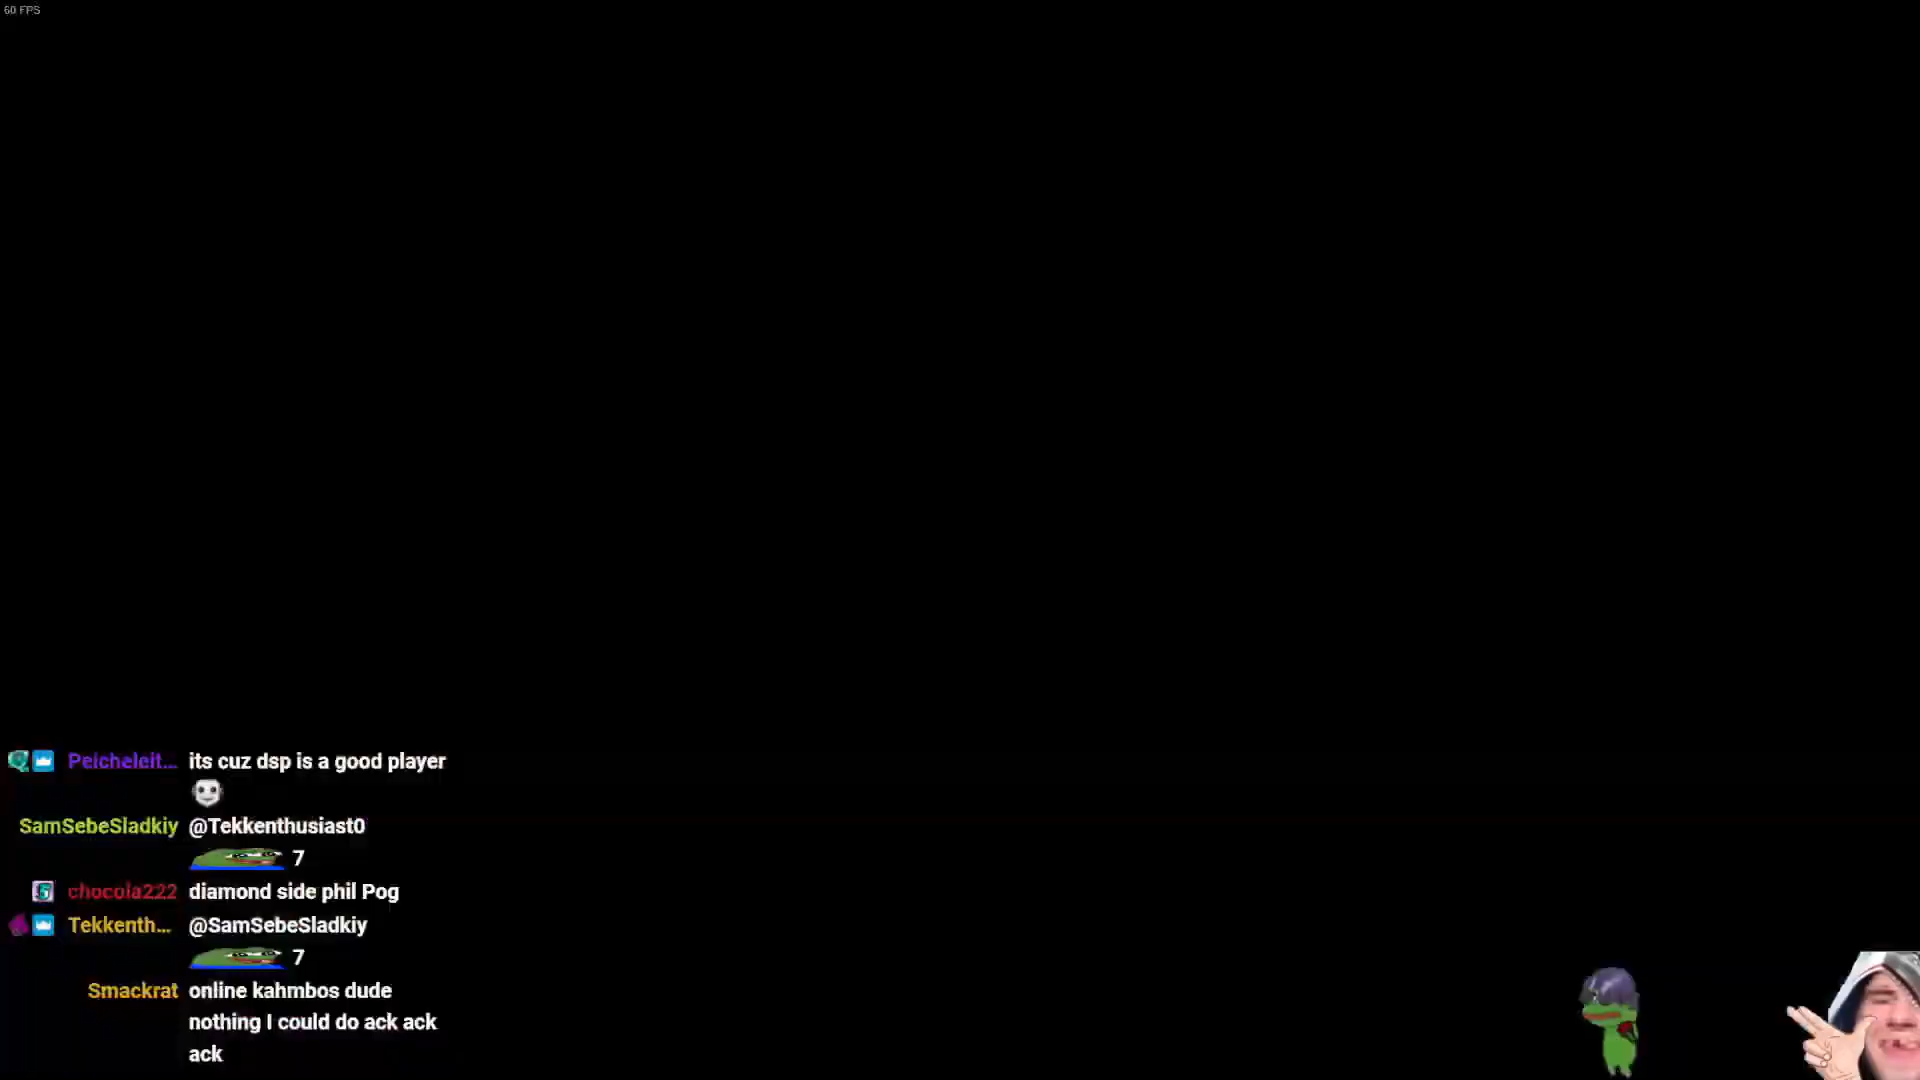 60 FPS
Peicheleit... its cuz dsp is a good player
SamSebeSladkiy @Tekkenthusiast0
7
chocola222 diamond side phil Pog
Tekkenth... @SamSebeSladkiy
7
Smackrat online kahmbos dude
nothing I could do ack ack
ack